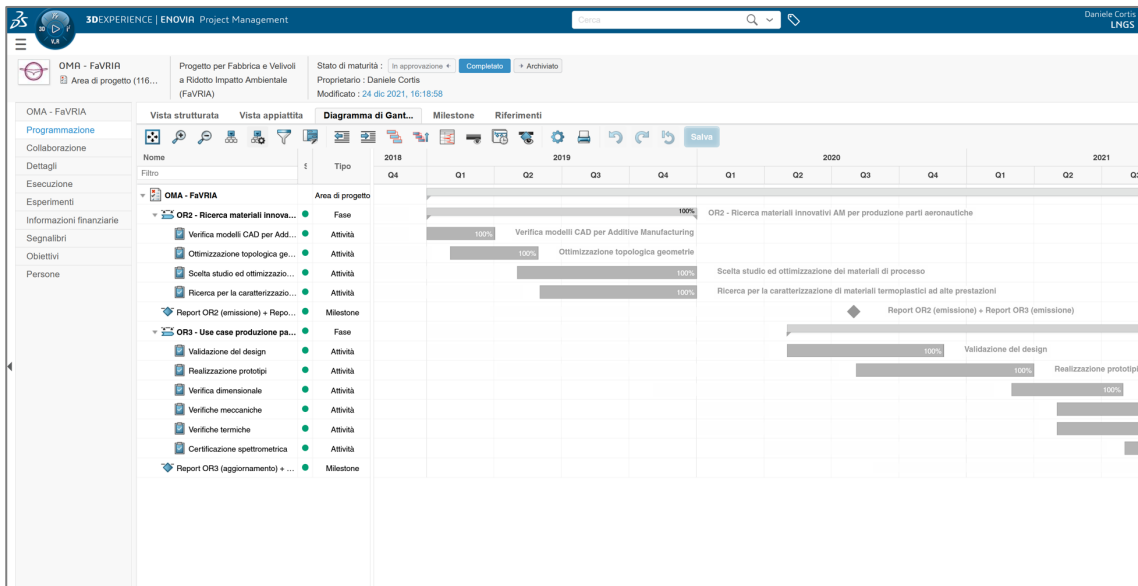 3DEXPERIENCE | ENOVIA Project Management
Cerca
Daniele Cortis
LNGS
3D
V,R
OMA - FaVRIA
Area di progetto (116...
Progetto per Fabbrica e Velivoli
a Ridotto Impatto Ambientale
(FaVRIA)
Stato di maturità : In approvazione Completato Archiviato
Proprietario : Daniele Cortis
Modificato : 24 dic 2021, 16:18:58
OMA - FaVRIA
Programmazione
Collaborazione
Dettagli
Esecuzione
Esperimenti
Informazioni finanziarie
Segnalibri
Obiettivi
Persone
Vista strutturata Vista appiattita Diagramma di Gant... Milestone Riferimenti
Salva
Nome Tipo 2018 2019 2020 2021
Filtro Q4 Q1 Q2 Q3 Q4 Q1 Q2 Q3 Q4 Q1 Q2
OMA - FaVRIA Area di progetto
OR2 - Ricerca materiali innova... Fase 100% OR2 - Ricerca materiali innovativi AM per produzione parti aeronautiche
Verifica modelli CAD per Add... Attività 100% Verifica modelli CAD per Additive Manufacturing
Ottimizzazione topologica ge... Attività 100% Ottimizzazione topologica geometrie
Scelta studio ed ottimizzazio... Attività 100% Scelta studio ed ottimizzazione dei materiali di processo
Ricerca per la caratterizzazio... Attività 100% Ricerca per la caratterizzazione di materiali termoplastici ad alte prestazioni
Report OR2 (emissione) + Repo... Milestone Report OR2 (emissione) + Report OR3 (emissione)
OR3 - Use case produzione pa... Fase
Validazione del design Attività 100% Validazione del design
Realizzazione prototipi Attività 100% Realizzazione prototipi
Verifica dimensionale Attività 100%
Verifiche meccaniche Attività
Verifiche termiche Attività
Certificazione spettrometrica Attività
Report OR3 (aggiornamento) + ... Milestone